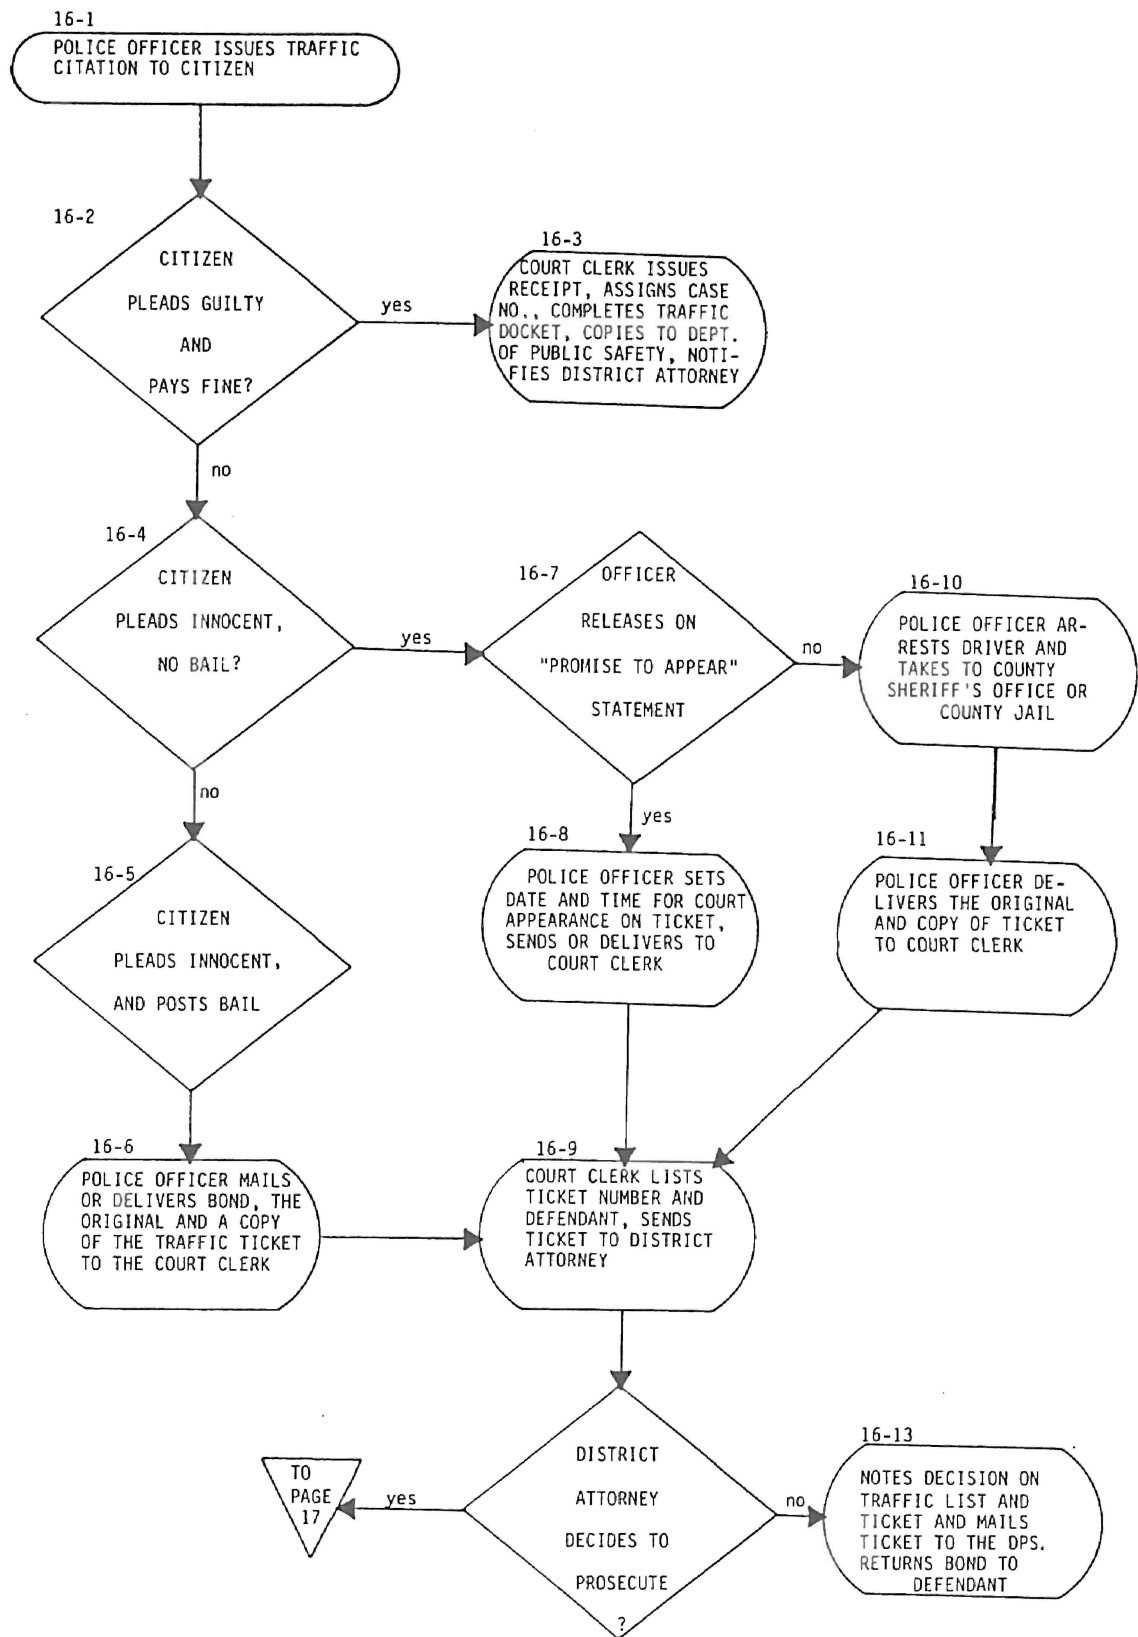 16-1
POLICE OFFICER ISSUES TRAFFIC
CITATION TO CITIZEN
16-2
CITIZEN
PLEADS GUILTY
AND
PAYS FINE?
yes
16-3
COURT CLERK ISSUES
RECEIPT, ASSIGNS CASE
NO., COMPLETES TRAFFIC
DOCKET, COPIES TO DEPT.
OF PUBLIC SAFETY, NOTI-
FIES DISTRICT ATTORNEY
no
16-4
CITIZEN
PLEADS INNOCENT,
NO BAIL?
yes
16-7
OFFICER
RELEASES ON
"PROMISE TO APPEAR"
STATEMENT
no
16-10
POLICE OFFICER AR-
RESTS DRIVER AND
TAKES TO COUNTY
SHERIFF'S OFFICE OR
COUNTY JAIL
no
yes
16-5
CITIZEN
PLEADS INNOCENT,
AND POSTS BAIL
16-8
POLICE OFFICER SETS
DATE AND TIME FOR COURT
APPEARANCE ON TICKET,
SENDS OR DELIVERS TO
COURT CLERK
16-11
POLICE OFFICER DE-
LIVERS THE ORIGINAL
AND COPY OF TICKET
TO COURT CLERK
16-6
POLICE OFFICER MAILS
OR DELIVERS BOND, THE
ORIGINAL AND A COPY
OF THE TRAFFIC TICKET
TO THE COURT CLERK
16-9
COURT CLERK LISTS
TICKET NUMBER AND
DEFENDANT, SENDS
TICKET TO DISTRICT
ATTORNEY
TO
PAGE
17
yes
DISTRICT
ATTORNEY
DECIDES TO
PROSECUTE
?
no
16-13
NOTES DECISION ON
TRAFFIC LIST AND
TICKET AND MAILS
TICKET TO THE DPS.
RETURNS BOND TO
DEFENDANT